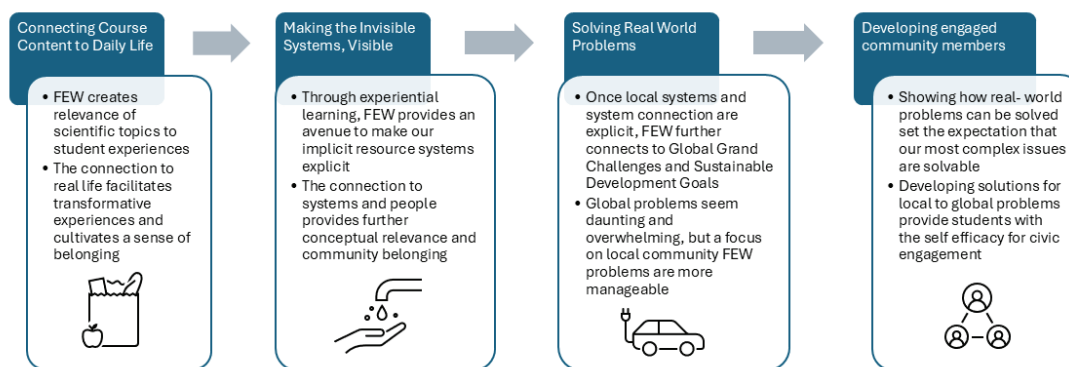 Connecting Course
Content to Daily Life
• FEW creates
relevance of
scientific topics to
student experiences
• The connection to
real life facilitates
transformative
experiences and
cultivates a sense of
belonging
Making the Invisible
Systems, Visible
• Through experiential
learning, FEW provides an
avenue to make our
implicit resource systems
explicit
• The connection to
systems and people
provides further
conceptual relevance and
community belonging
Solving Real World
Problems
• Once local systems and
system connection are
explicit, FEW further
connects to Global Grand
Challenges and Sustainable
Development Goals
• Global problems seem
daunting and
overwhelming, but a focus
on local community FEW
problems are more
manageable
Developing engaged
community members
• Showing how real- world
problems can be solved
set the expectation that
our most complex issues
are solvable
• Developing solutions for
local to global problems
provide students with
the self efficacy for civic
engagement